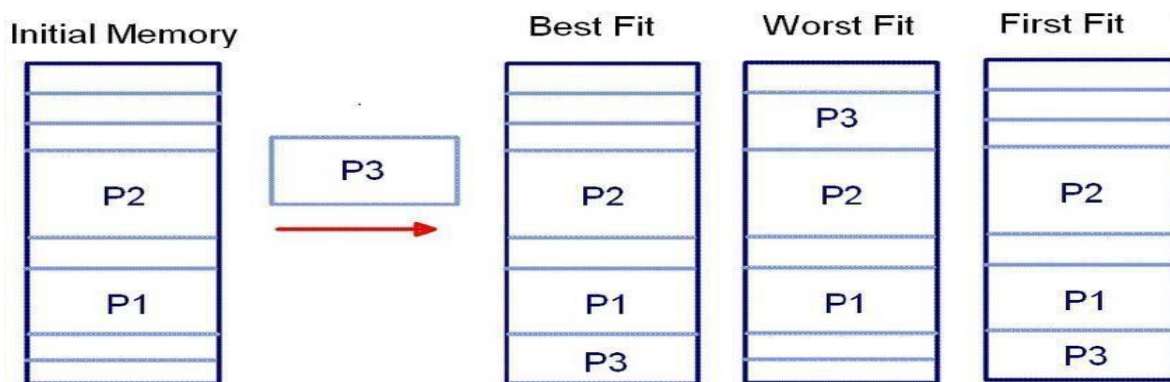 Initial Memory
Best Fit
Worst Fit
First Fit
P3
P3
P2
P2
P2
P2
P1
P1
P1
P1
P3
P3